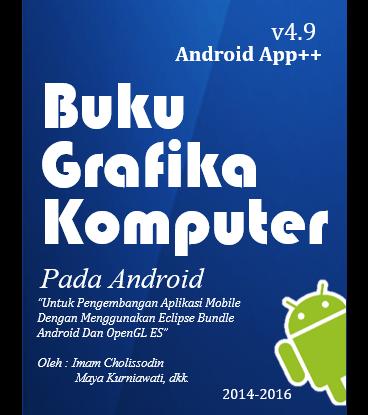 v4.9
Android App++
Buku
Grafika
Komputer
Pada Android
“Untuk Pengembangan Aplikasi Mobile
Dengan Menggunakan Eclipse Bundle
Android Dan OpenGL ES”
Oleh : Imam Cholissodin
Maya Kurniawati, dkk.
2014-2016